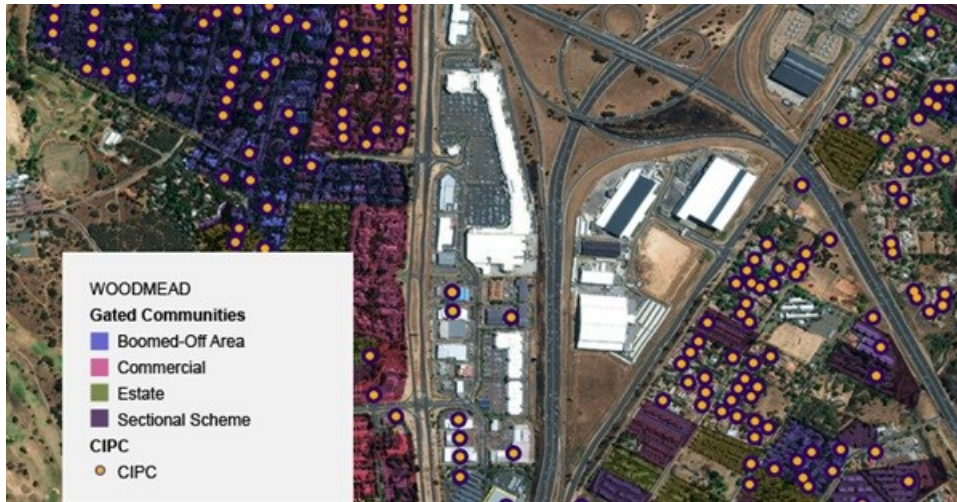 WOODMEAD
Gated Communities
Boomed-Off Area
Commercial
Estate
Sectional Scheme
CIPC
CIPC